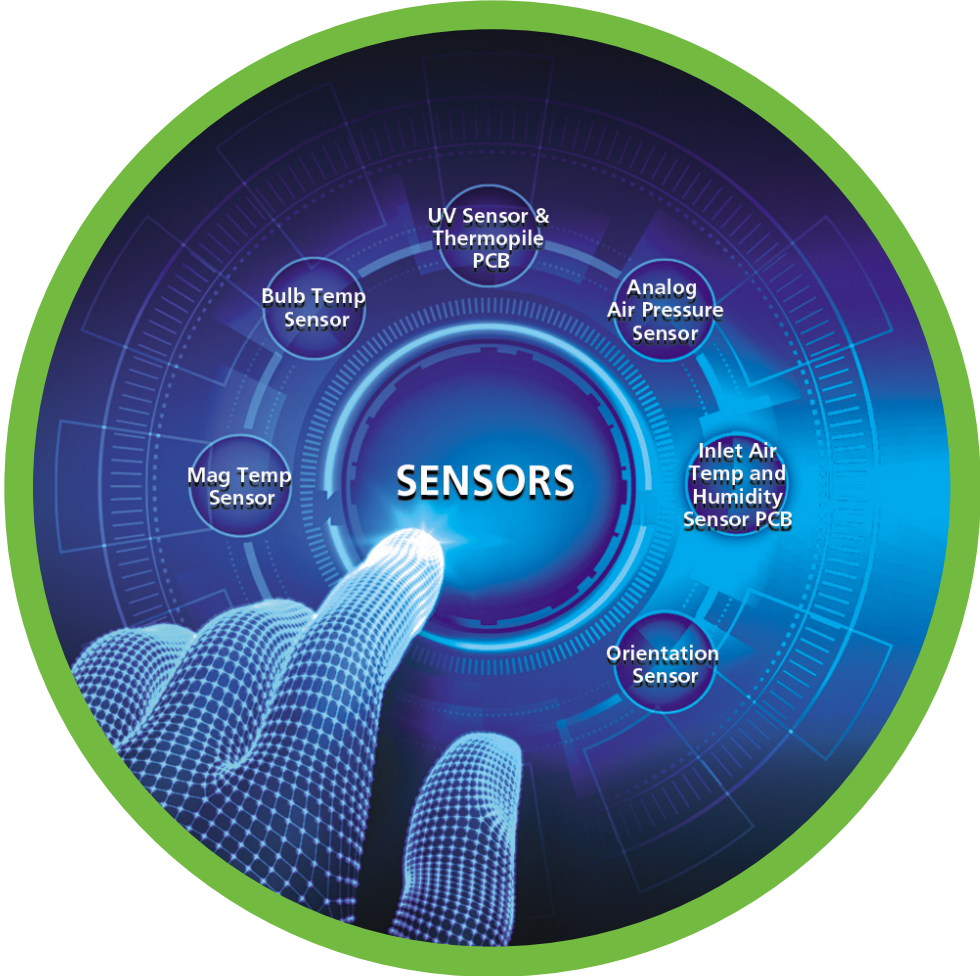 UV Sensor &
Thermopile
PCB
Bulb Temp
Sensor
Analog
Air Pressure
Sensor
Mag Temp
Sensor
SENSORS
Inlet Air
Temp and
Humidity
Sensor PCB
Orientation
Sensor